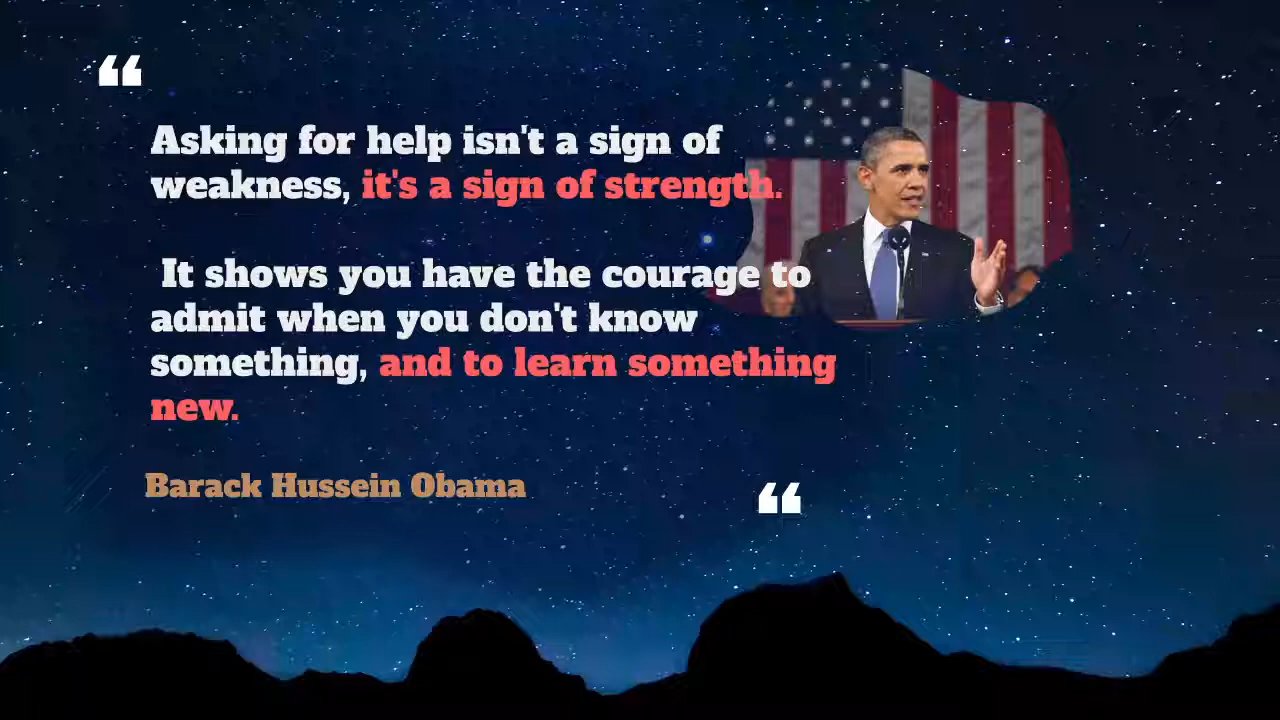 ❝
Asking for help isn't a sign of
weakness, it's a sign of strength.
It shows you have the courage to
admit when you don't know
something, and to learn something
new.
Barack Hussein Obama
❝